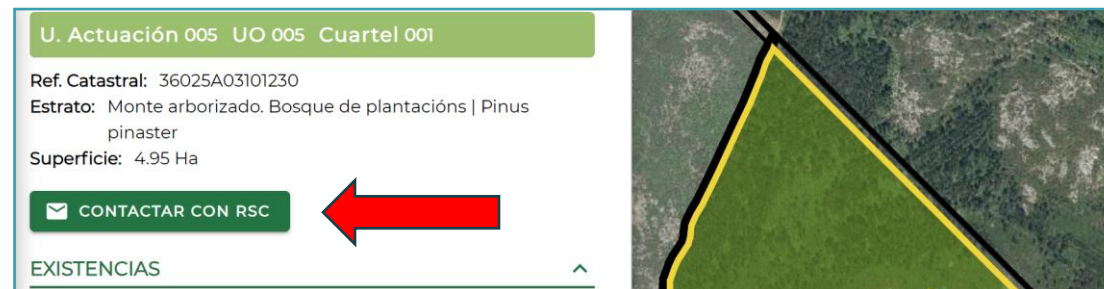 U. Actuación 005 UO 005 Cuartel 001
Ref. Catastral: 36025A03101230
Estrato: Monte arborizado. Bosque de plantacións | Pinus
pinaster
Superficie: 4.95 Ha
CONTACTAR CON RSC
EXISTENCIAS